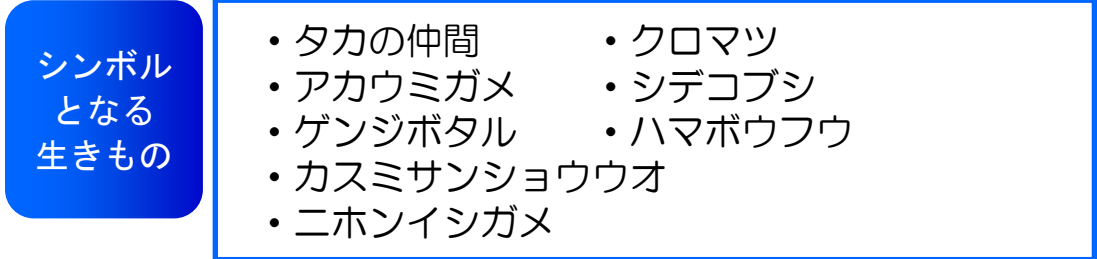 シンボル
となる
生きもの
・タカの仲間
・アカウミガメ
・ゲンジボタル
・カスミサンショウウオ
・ニホンイシガメ
・クロマツ
・シデコブシ
・ハマボウフウ